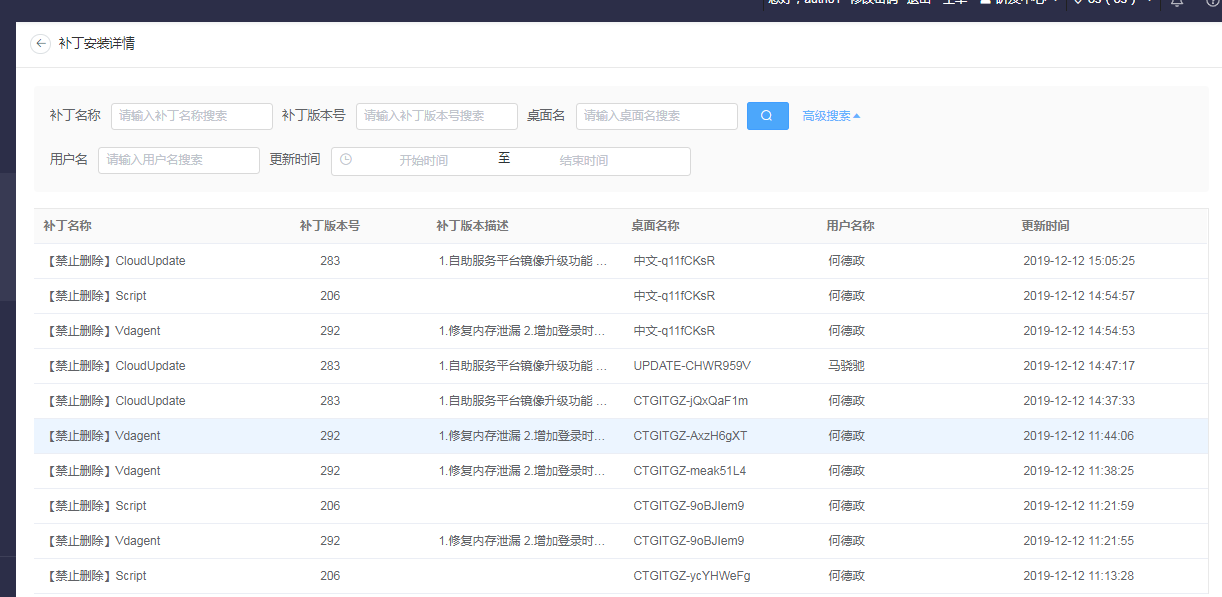 补丁安装详情
补丁名称 请输入补丁名称搜索 补丁版本号 请输入补丁版本号搜索 桌面名 请输入桌面名搜索 高级搜索
用户名 请输入用户名搜索 更新时间 开始时间 至 结束时间
补丁名称 补丁版本号 补丁版本描述 桌面名称 用户名称 更新时间
【禁止删除】CloudUpdate 283 1.自助服务平台镜像升级功能 ... 中文-q11fCKsR 何德政 2019-12-12 15:05:25
【禁止删除】Script 206 中文-q11fCKsR 何德政 2019-12-12 14:54:57
【禁止删除】Vdagent 292 1.修复内存泄漏 2.增加登录时... 中文-q11fCKsR 何德政 2019-12-12 14:54:53
【禁止删除】CloudUpdate 283 1.自助服务平台镜像升级功能 ... UPDATE-CHWR959V 马骁驰 2019-12-12 14:47:17
【禁止删除】CloudUpdate 283 1.自助服务平台镜像升级功能 ... CTGITGZ-jQxQaF1m 何德政 2019-12-12 14:37:33
【禁止删除】Vdagent 292 1.修复内存泄漏 2.增加登录时... CTGITGZ-AxzH6gXT 何德政 2019-12-12 11:44:06
【禁止删除】Vdagent 292 1.修复内存泄漏 2.增加登录时... CTGITGZ-meak51L4 何德政 2019-12-12 11:38:25
【禁止删除】Script 206 CTGITGZ-9oBJIem9 何德政 2019-12-12 11:21:59
【禁止删除】Vdagent 292 1.修复内存泄漏 2.增加登录时... CTGITGZ-9oBJIem9 何德政 2019-12-12 11:21:55
【禁止删除】Script 206 CTGITGZ-ycYHWeFg 何德政 2019-12-12 11:13:28